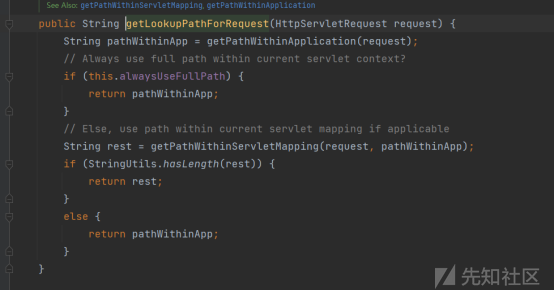 See Also: getPathWithinServletMapping, getPathWithinApplication
public String getLookupPathForRequest(HttpServletRequest request) {
String pathWithinApp = getPathWithinApplication(request);
// Always use full path within current servlet context?
if (this.alwaysUseFullPath) {
return pathWithinApp;
}
// Else, use path within current servlet mapping if applicable
String rest = getPathWithinServletMapping(request, pathWithinApp);
if (StringUtils.hasLength(rest)) {
return rest;
}
else {
return pathWithinApp;
}
}
先知社区